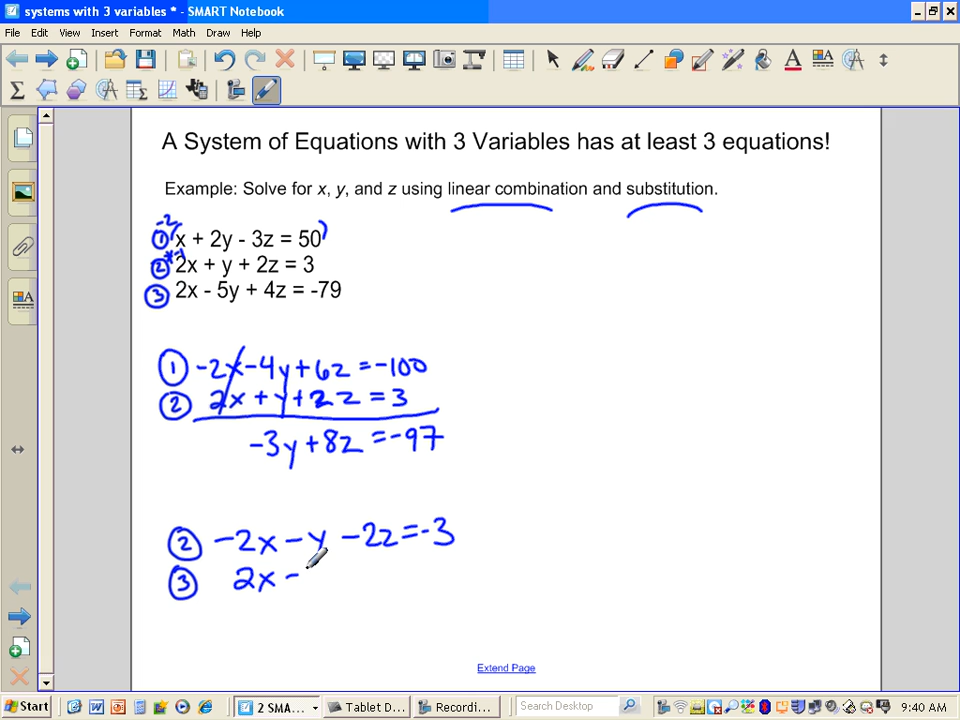 systems with 3 variables * - SMART Notebook
File Edit View Insert Format Math Draw Help
A System of Equations with 3 Variables has at least 3 equations!
Example: Solve for x, y, and z using linear combination and substitution.
-2
① (x + 2y - 3z = 50)
② *-1 2x + y + 2z = 3
③ 2x - 5y + 4z = -79
① -2x-4y+6z=-100
② 2x+y+2z=3
-3y+8z=-97
② -2x-y-2z=-3
③ 2x-
Extend Page
Start 2 SMA... Tablet D... Recordi... Search Desktop 9:40 AM